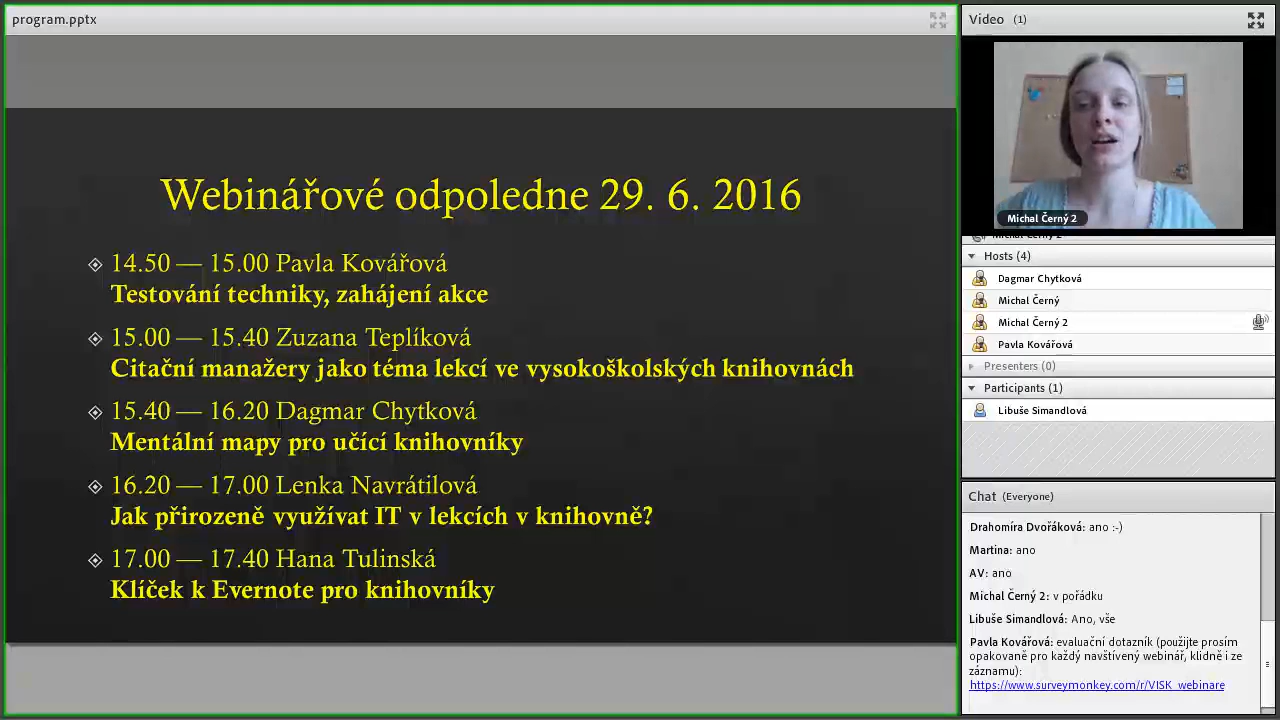 program.pptx
Webinářové odpoledne 29. 6. 2016
14.50 — 15.00 Pavla Kovářová
Testování techniky, zahájení akce
15.00 — 15.40 Zuzana Teplíková
Citační manažery jako téma lekcí ve vysokoškolských knihovnách
15.40 — 16.20 Dagmar Chytková
Mentální mapy pro učící knihovníky
16.20 — 17.00 Lenka Navrátilová
Jak přirozeně využívat IT v lekcích v knihovně?
17.00 — 17.40 Hana Tulinská
Klíček k Evernote pro knihovníky
Video (1)
Michal Černý 2
Michal Černý 2
Hosts (4)
Dagmar Chytková
Michal Černý
Michal Černý 2
Pavla Kovářová
Presenters (0)
Participants (1)
Libuše Simandlová
Chat (Everyone)
Drahomíra Dvořáková: ano :-)
Martina: ano
AV: ano
Michal Černý 2: v pořádku
Libuše Simandlová: Ano, vše
Pavla Kovářová: evaluační dotazník (použijte prosím
opakovaně pro každý navštívený webinář, klidně i ze
záznamu):
https://www.surveymonkey.com/r/VISK_webinare